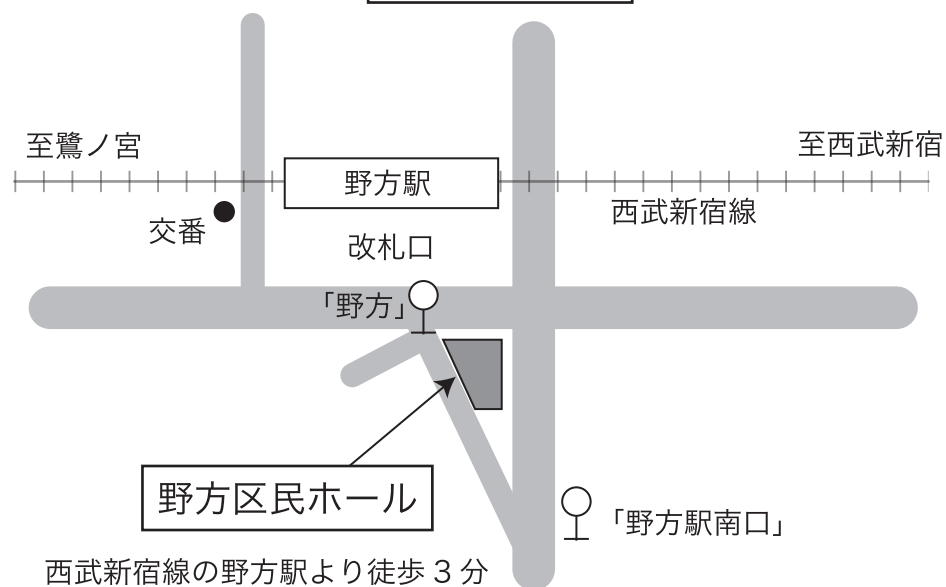 至鷺ノ宮
至西武新宿
野方駅
西武新宿線
交番
改札口
「野方」
野方区民ホール
「野方駅南口」
西武新宿線の野方駅より徒歩 3 分